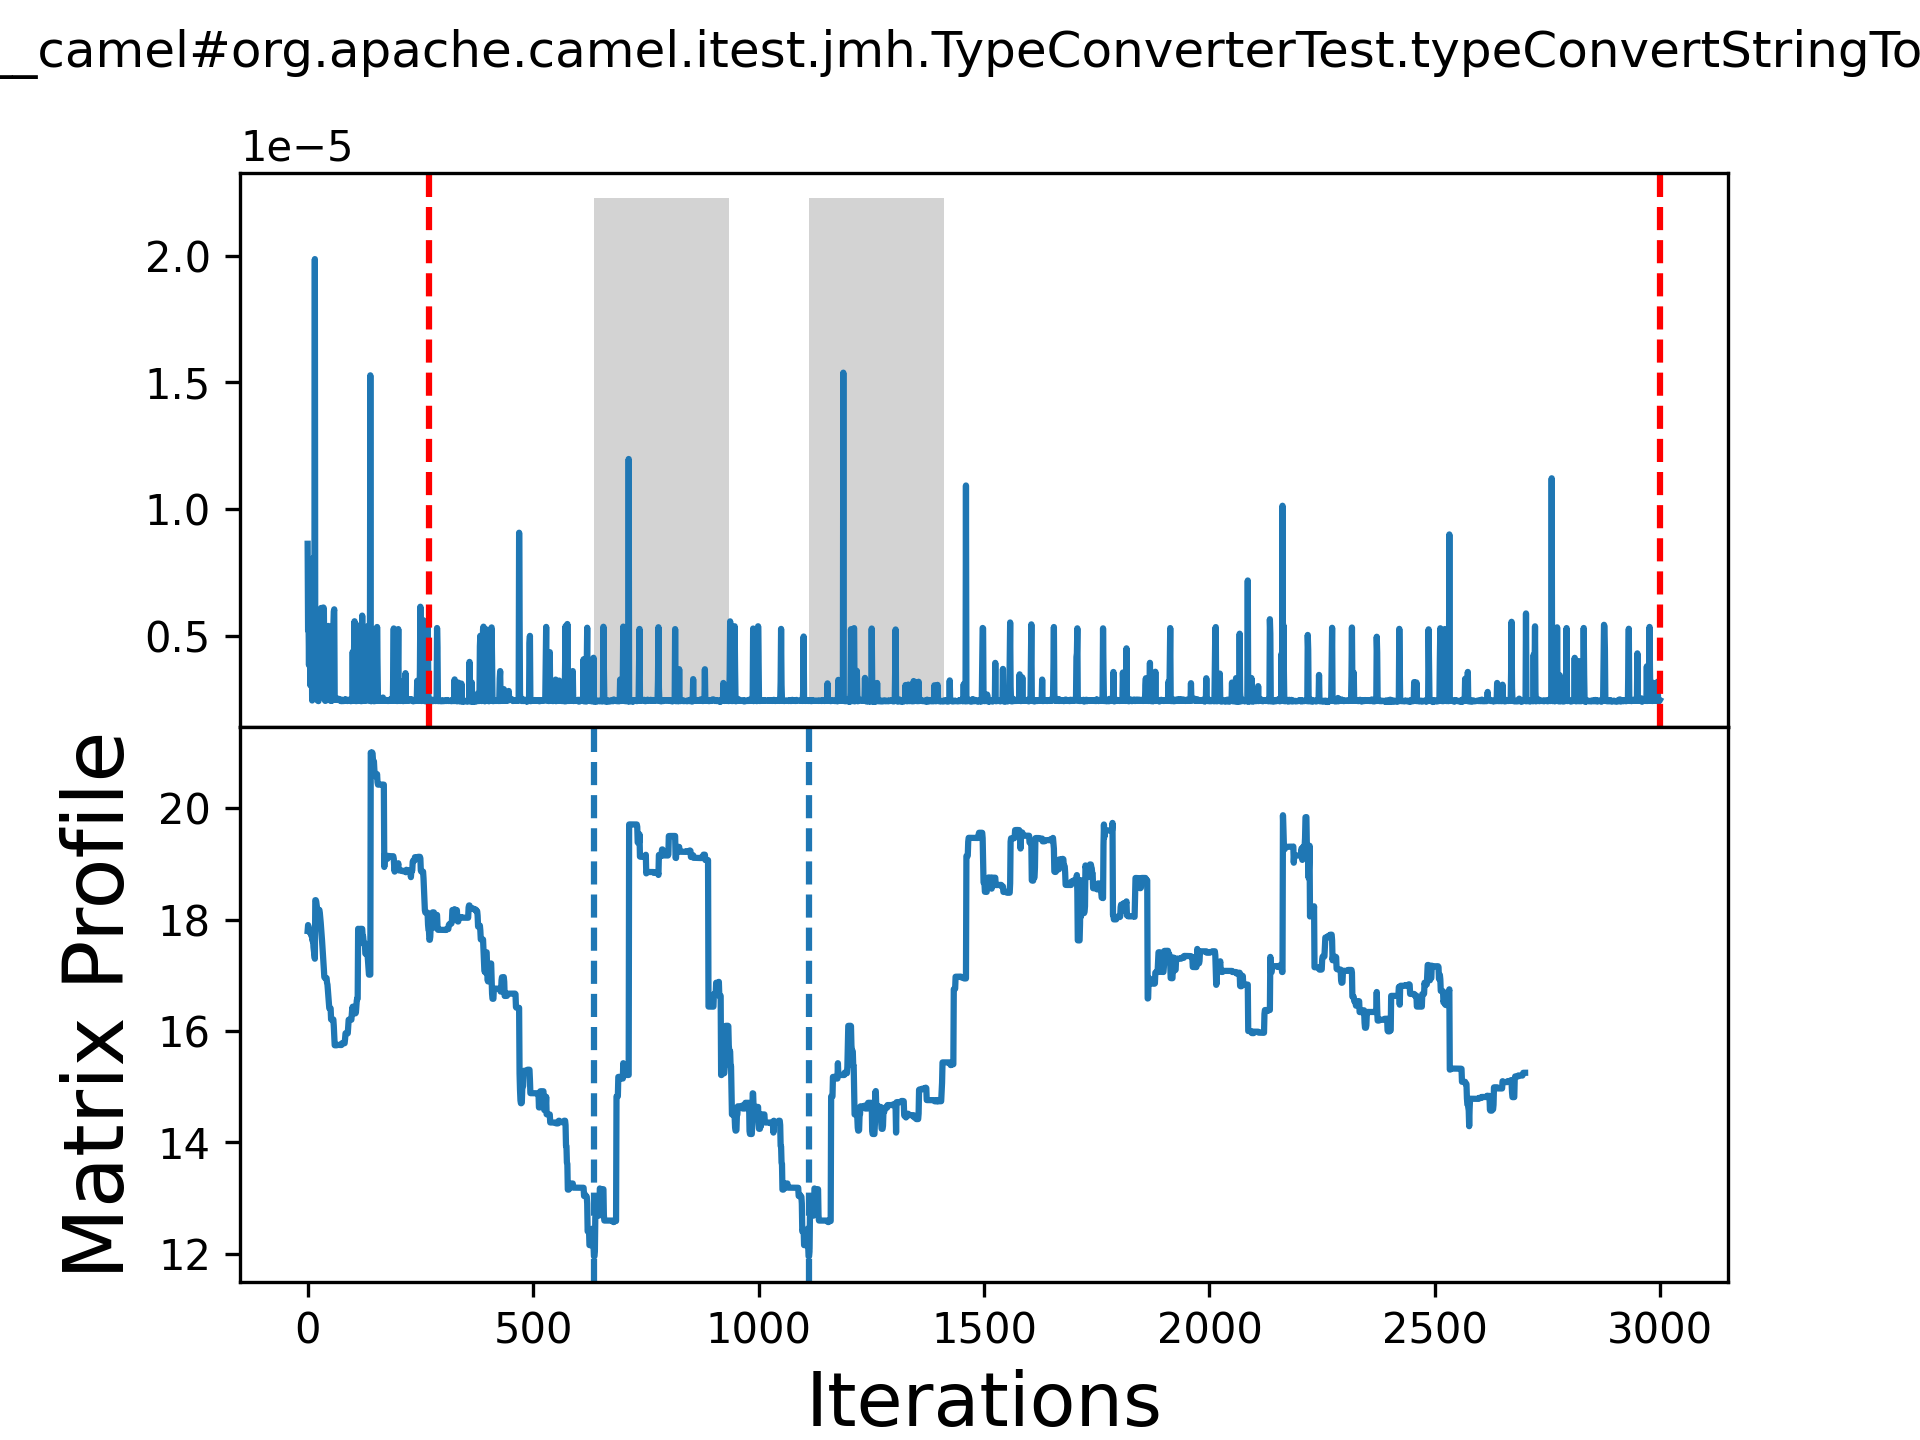 __camel#org.apache.camel.itest.jmh.TypeConverterTest.typeConvertStringTo
1e−5
2.0
1.5
1.0
0.5
Matrix Profile
20
18
16
14
12
0 500 1000 1500 2000 2500 3000
Iterations